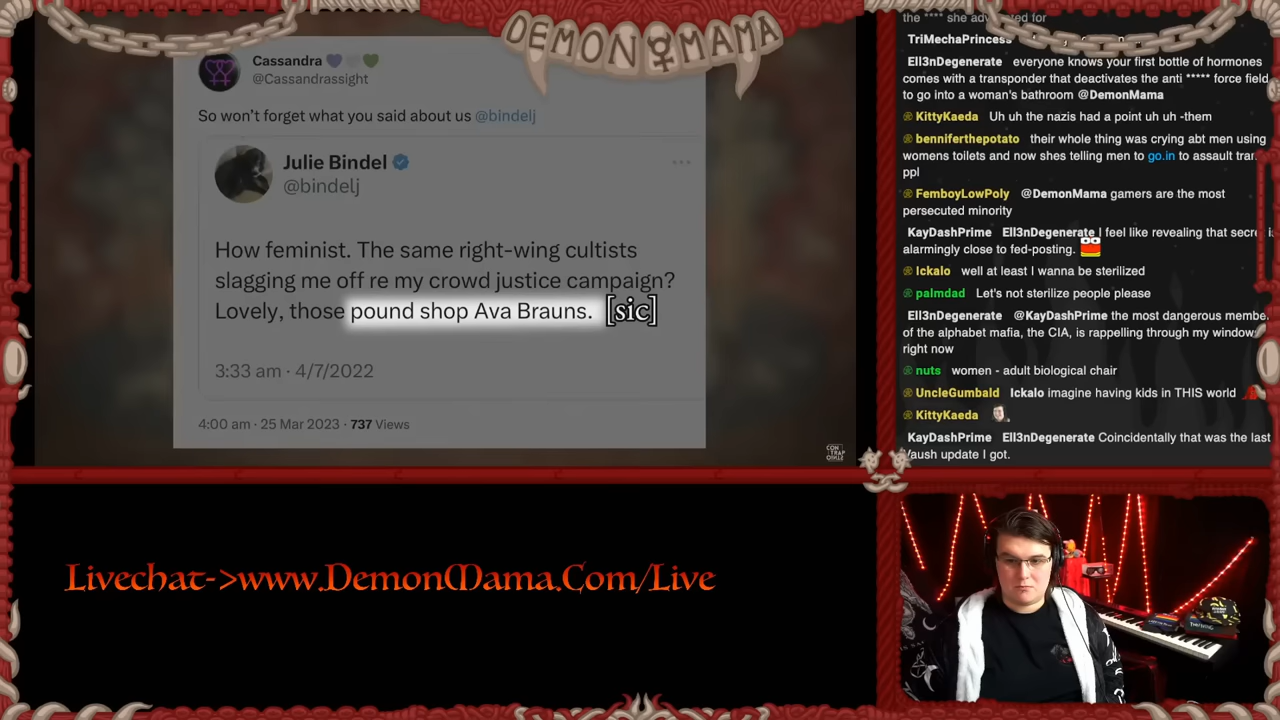 DEMON MAMA
Cassandra
@Cassandrassight
So won't forget what you said about us @bindelj
Julie Bindel
@bindelj
How feminist. The same right-wing cultists
slagging me off re my crowd justice campaign?
Lovely, those pound shop Ava Brauns. [sic]
3:33 am · 4/7/2022
4:00 am · 25 Mar 2023 · 737 Views
CON
TRAP
Livechat->www.DemonMama.Com/Live
the **** she
TriMechaPrincess
Ell3nDegenerate everyone knows your first bottle of hormones
comes with a transponder that deactivates the anti ***** force field
to go into a woman's bathroom @DemonMama
KittyKaeda Uh uh the nazis had a point uh uh -them
benniferthepotato their whole thing was crying abt men using
womens toilets and now shes telling men to go.in to assault
ppl
FemboyLowPoly @DemonMama gamers are the most
persecuted minority
KayDashPrime Ell3nDegenerate I feel like revealing that
alarmingly close to fed-posting.
Ickalo well at least I wanna be sterilized
palmdad Let's not sterilize people please
Ell3nDegenerate @KayDashPrime the most dangerous
of the alphabet mafia, the CIA, is rappelling through my
right now
nuts women - adult biological chair
UncleGumbald Ickalo imagine having kids in THIS world
KittyKaeda
KayDashPrime Ell3nDegenerate Coincidentally that was the last
Vaush update I got.